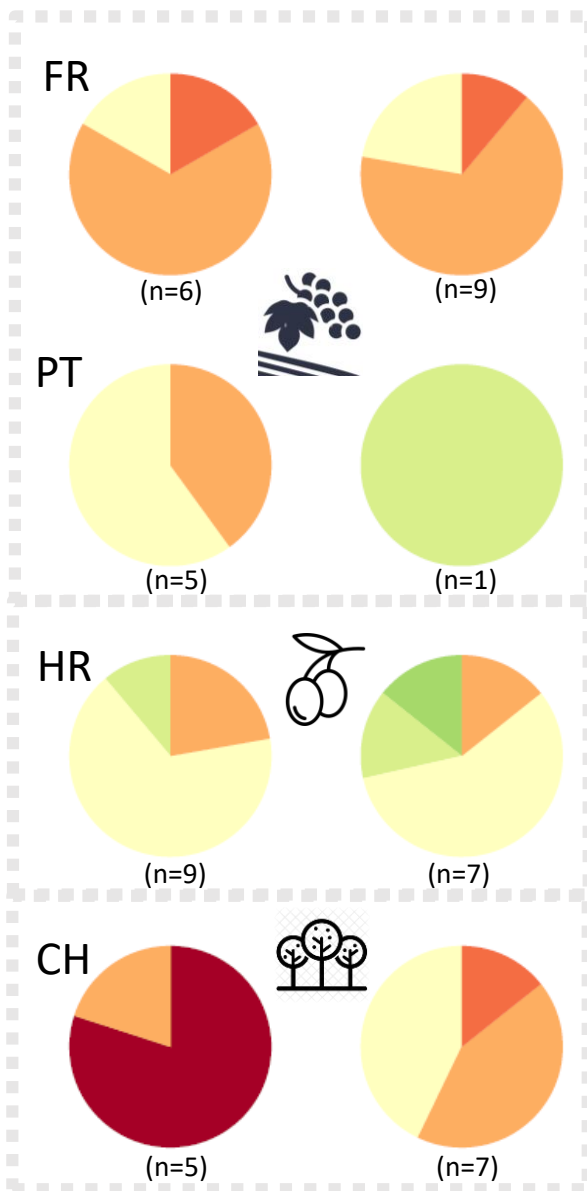 FR
(n=6)
(n=9)
PT
(n=5)
(n=1)
HR
(n=9)
(n=7)
CH
(n=5)
(n=7)